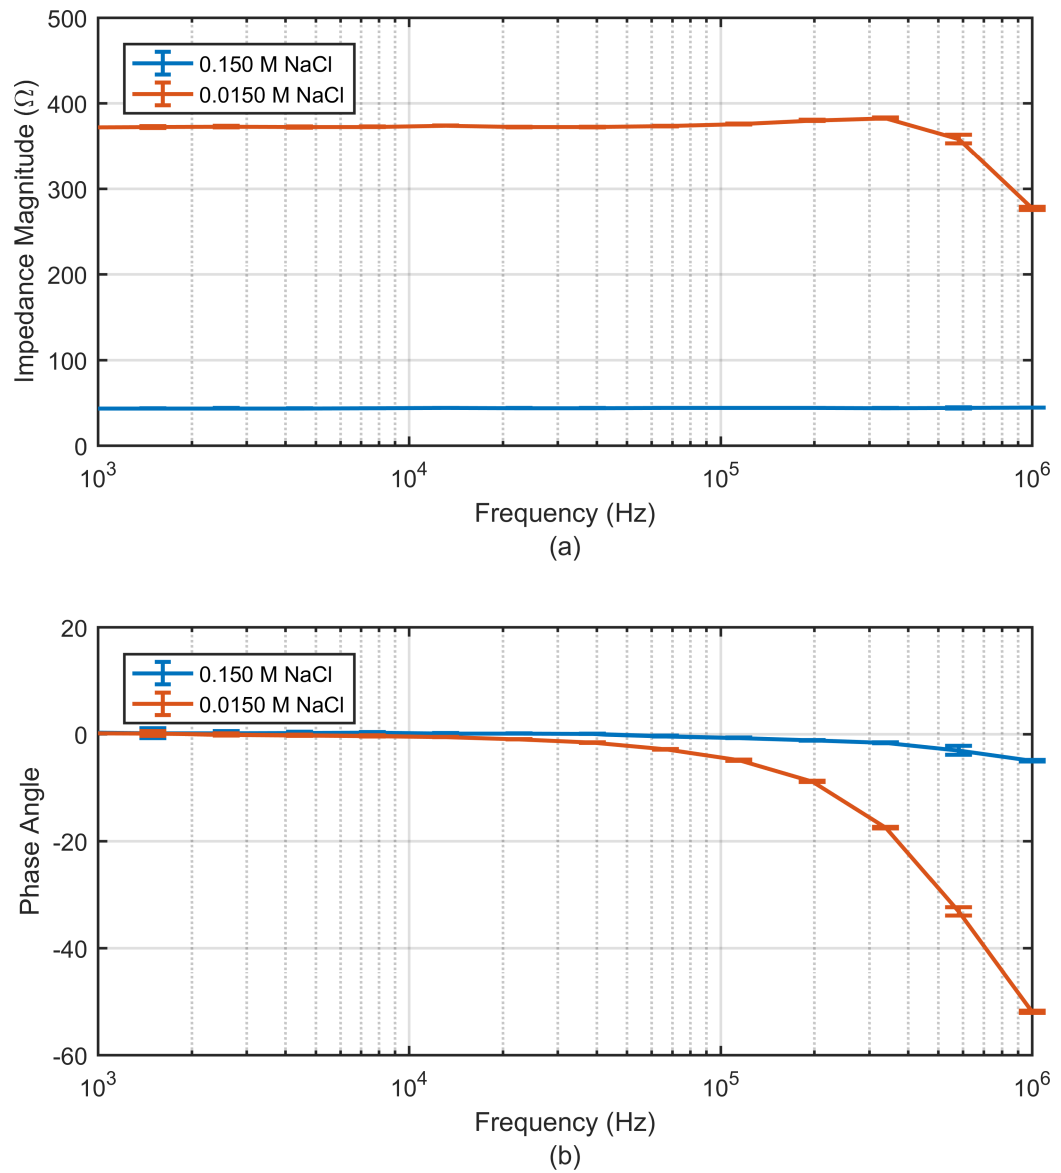 500
400
300
200
100
0
Impedance Magnitude (Ω)
0.150 M NaCl
0.0150 M NaCl
10³ 10⁴ 10⁵ 10⁶
Frequency (Hz)
(a)
20
0
-20
-40
-60
Phase Angle
0.150 M NaCl
0.0150 M NaCl
10³ 10⁴ 10⁵ 10⁶
Frequency (Hz)
(b)